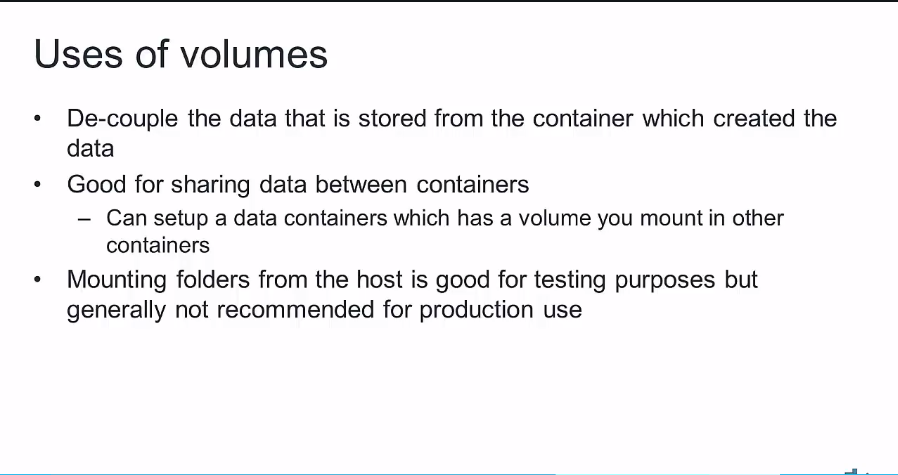 Uses of volumes
• De-couple the data that is stored from the container which created the
data
• Good for sharing data between containers
– Can setup a data containers which has a volume you mount in other
containers
• Mounting folders from the host is good for testing purposes but
generally not recommended for production use